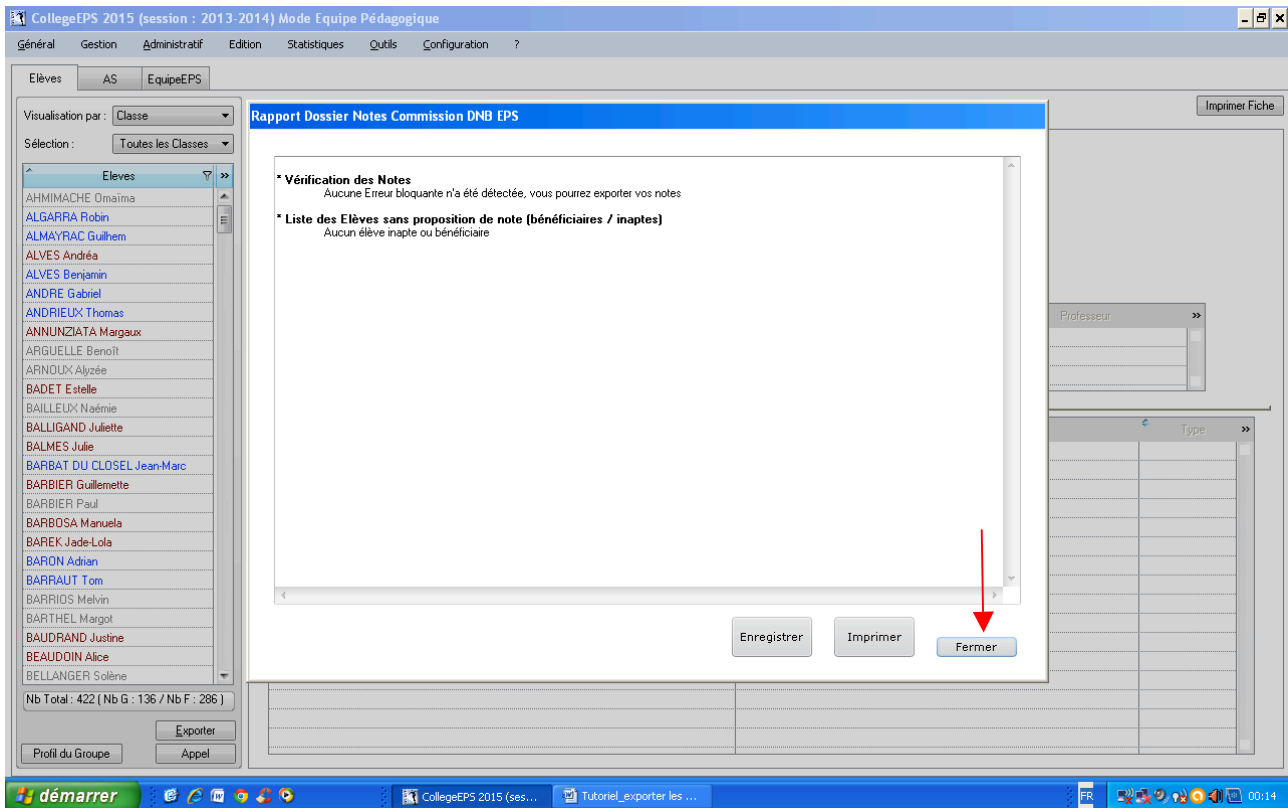 CollegeEPS 2015 (session : 2013-2014) Mode Equipe Pédagogique
Général Gestion Administratif Edition Statistiques Outils Configuration ?
Elèves AS EquipeEPS
Imprimer Fiche
Visualisation par : Classe
Sélection : Toutes les Classes
Eleves »
AHMIMACHE Omaïma
ALGARRA Robin
ALMAYRAC Guilhem
ALVES Andréa
ALVES Benjamin
ANDRE Gabriel
ANDRIEUX Thomas
ANNUNZIATA Margaux
ARGUELLE Benoît
ARNOUX Alyzée
BADET Estelle
BAILLEUX Naémie
BALLIGAND Juliette
BALMES Julie
BARBAT DU CLOSEL Jean-Marc
BARBIER Guillemette
BARBIER Paul
BARBOSA Manuela
BAREK Jade-Lola
BARON Adrian
BARRAUT Tom
BARRIOS Melvin
BARTHEL Margot
BAUDRAND Justine
BEAUDOIN Alice
BELLANGER Solène
Nb Total : 422 ( Nb G : 136 / Nb F : 286 )
Exporter
Profil du Groupe Appel
Rapport Dossier Notes Commission DNB EPS
* Vérification des Notes
Aucune Erreur bloquante n'a été détectée, vous pourrez exporter vos notes
* Liste des Elèves sans proposition de note (bénéficiaires / inaptes)
Aucun élève inapte ou bénéficiaire
Enregistrer Imprimer Fermer
Professeur »
Type »
démarrer CollegeEPS 2015 (ses... Tutoriel_exporter les ... FR 00:14